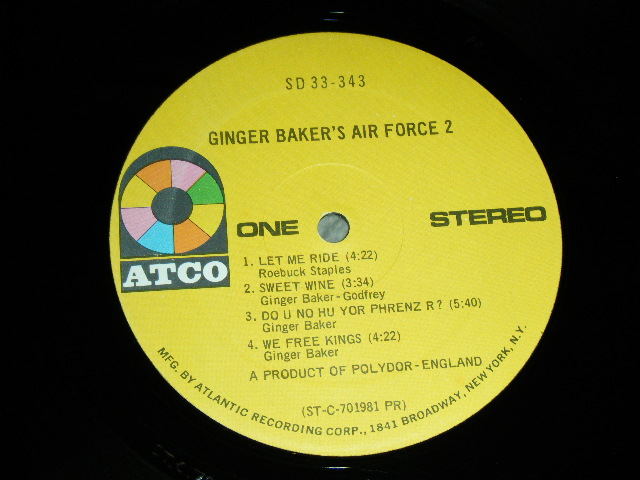 SD 33-343
GINGER BAKER'S AIR FORCE 2
ATCO
ONE
STEREO
1. LET ME RIDE (4:22)
Roebuck Staples
2. SWEET WINE (3:34)
Ginger Baker-Godfrey
3. DO U NO HU YOR PHRENZ R? (5:40)
Ginger Baker
4. WE FREE KINGS (4:22)
Ginger Baker
A PRODUCT OF POLYDOR-ENGLAND
(ST-C-701981 PR)
MFG. BY ATLANTIC RECORDING CORP., 1841 BROADWAY, NEW YORK, N.Y.